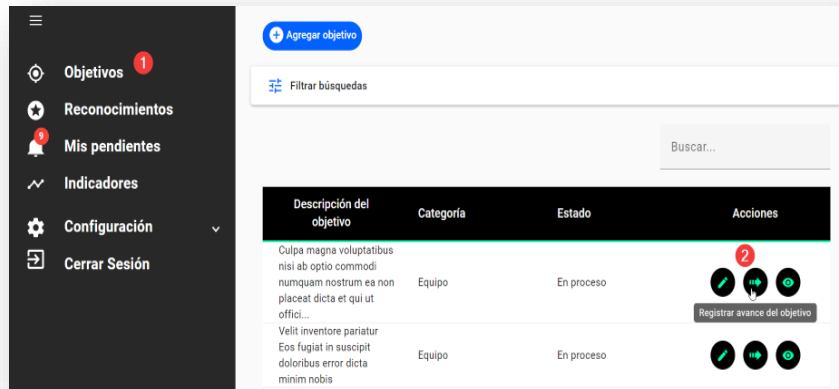 Objetivos 1
Reconocimientos
9
Mis pendientes
Indicadores
Configuración
Cerrar Sesión
Agregar objetivo
Filtrar búsquedas
Buscar...
Descripción del
objetivo
Categoría
Estado
Acciones
2
Culpa magna voluptatibus
nisi ab optio commodi
numquam nostrum ea non
placeat dicta et qui ut
offici...
Equipo
En proceso
Registrar avance del objetivo
Velit inventore pariatur
Eos fugiat in suscipit
doloribus error dicta
minim nobis
Equipo
En proceso